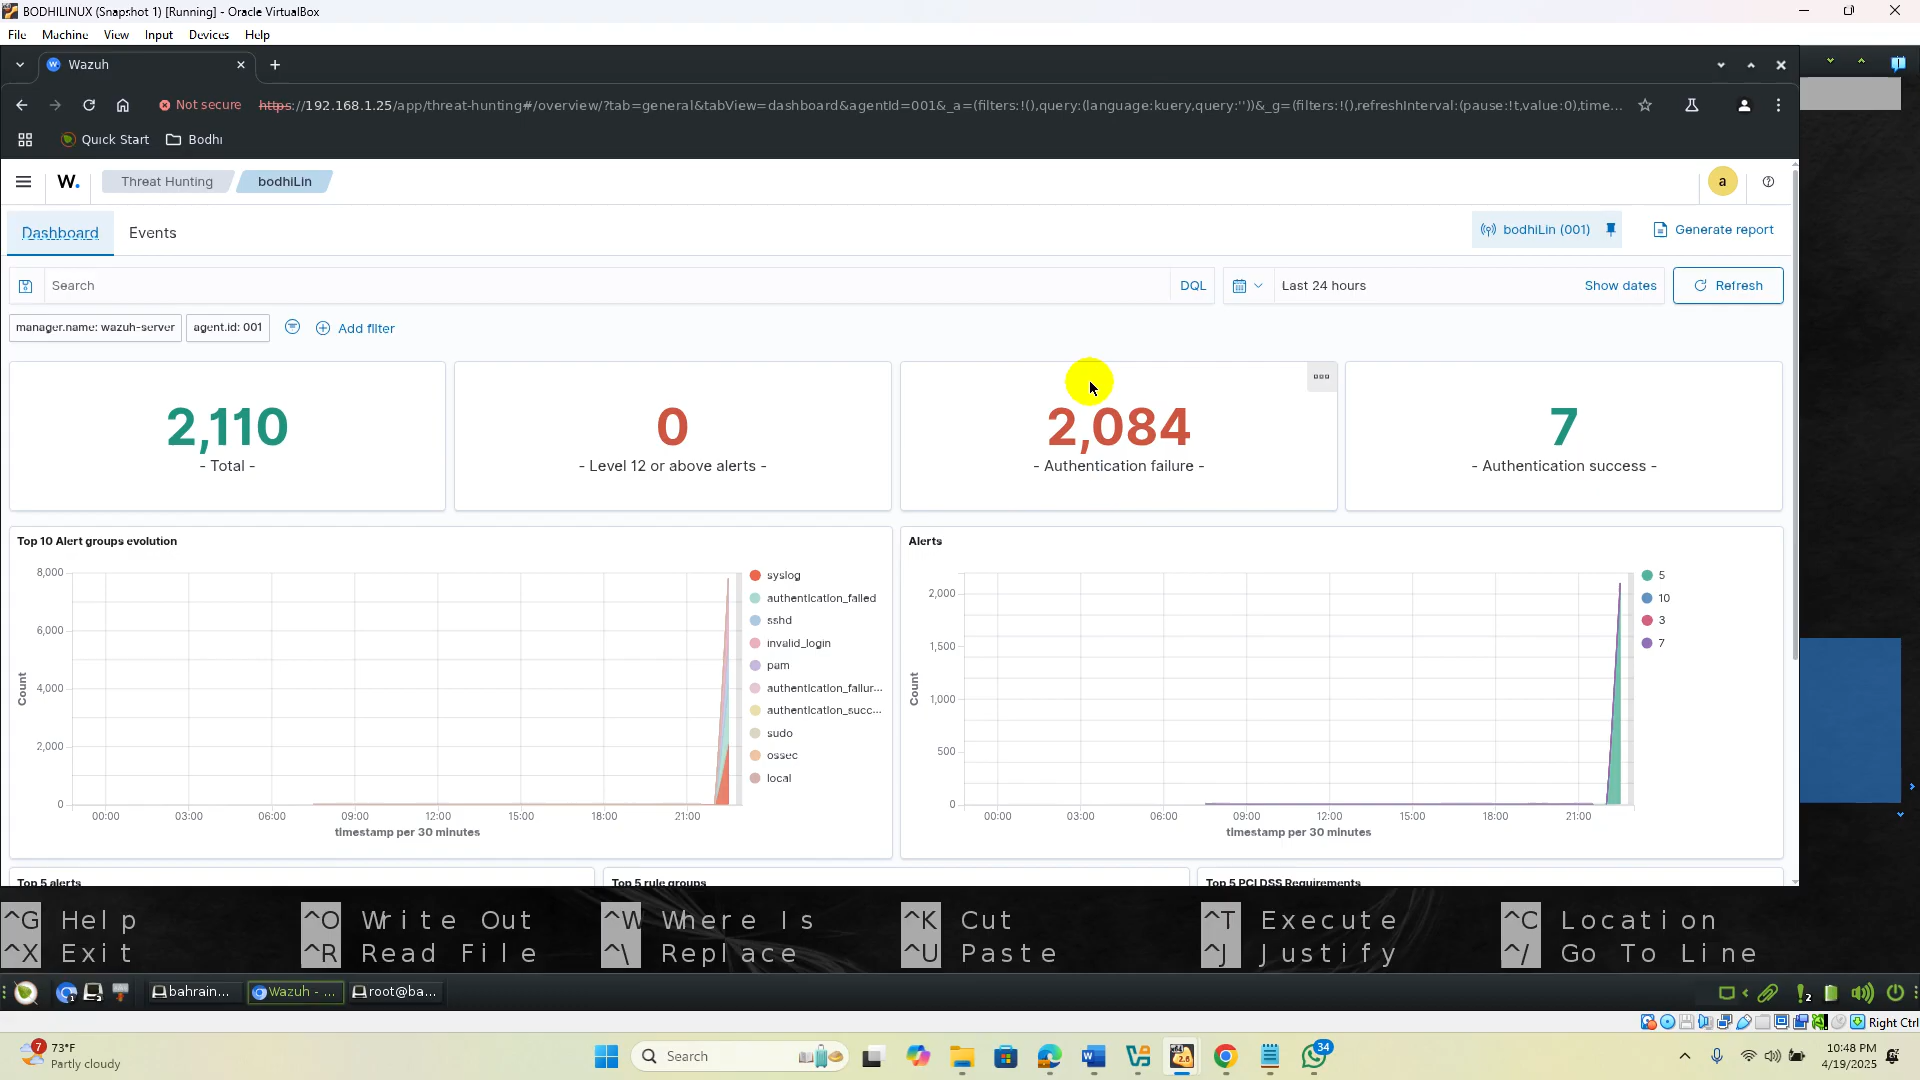 BODHILINUX (Snapshot 1) [Running] - Oracle VirtualBox
File Machine View Input Devices Help
Wazuh
Not secure https://192.168.1.25/app/threat-hunting#/overview/?tab=general&tabView=dashboard&agentId=001&_a=(filters:!(),query:(language:kuery,query:''))&_g=(filters:!(),refreshInterval:(pause:!t,value:0),time...
Quick Start Bodhi
W. Threat Hunting bodhiLin a
Dashboard Events bodhiLin (001) Generate report
Search DQL Last 24 hours Show dates Refresh
manager.name: wazuh-server agent.id: 001 Add filter
2,110
- Total -
0
- Level 12 or above alerts -
2,084
- Authentication failure -
7
- Authentication success -
Top 10 Alert groups evolution
8,000
6,000
4,000
2,000
0
Count
00:00 03:00 06:00 09:00 12:00 15:00 18:00 21:00
timestamp per 30 minutes
syslog
authentication_failed
sshd
invalid_login
pam
authentication_failur...
authentication_succ...
sudo
ossec
local
Alerts
2,000
1,500
1,000
500
0
Count
00:00 03:00 06:00 09:00 12:00 15:00 18:00 21:00
timestamp per 30 minutes
5
10
3
7
Top 5 alerts Top 5 rule groups Top 5 PCI DSS Requirements
^G Help ^O Write Out ^W Where Is ^K Cut ^T Execute ^C Location
^X Exit ^R Read File ^\ Replace ^U Paste ^J Justify ^/ Go To Line
bahrain... Wazuh - ... root@ba...
2
Right Ctrl
7
73°F
Partly cloudy
Search
34
10:48 PM
4/19/2025